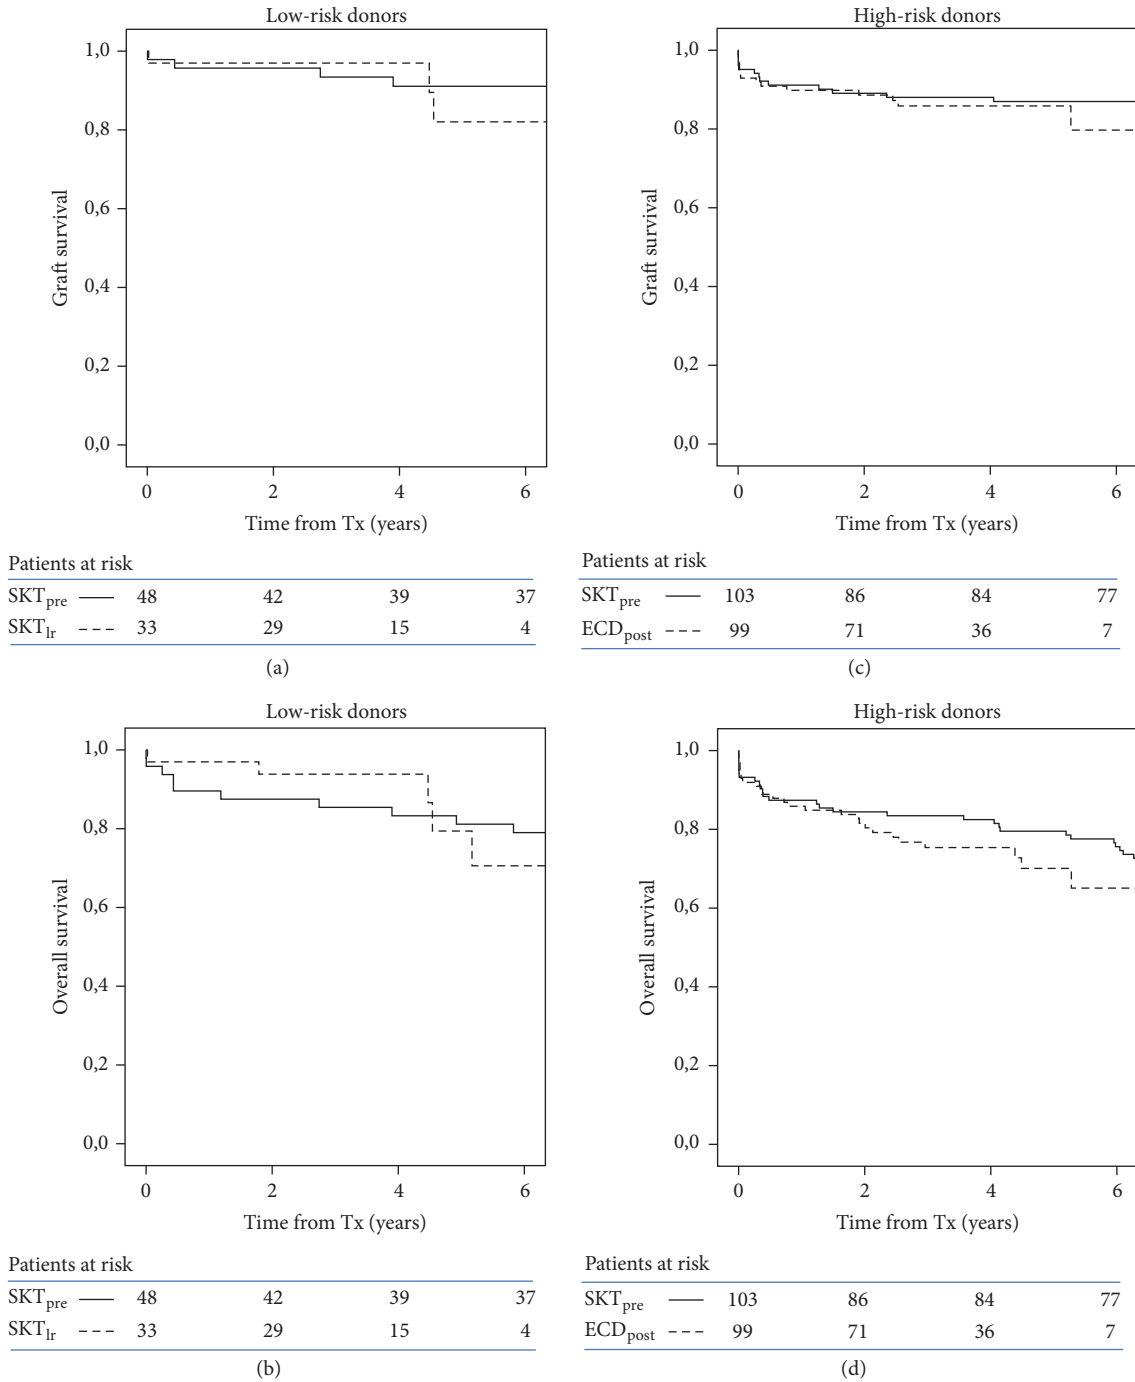 Low-risk donors
1,0
0,8
0,6
0,4
0,2
0,0
Graft survival
0 2 4 6
Time from Tx (years)
Patients at risk
SKTpre 48 42 39 37
SKTlr 33 29 15 4
(a)
High-risk donors
1,0
0,8
0,6
0,4
0,2
0,0
Graft survival
0 2 4 6
Time from Tx (years)
Patients at risk
SKTpre 103 86 84 77
ECDpost 99 71 36 7
(c)
Low-risk donors
1,0
0,8
0,6
0,4
0,2
0,0
Overall survival
0 2 4 6
Time from Tx (years)
Patients at risk
SKTpre 48 42 39 37
SKTlr 33 29 15 4
(b)
High-risk donors
1,0
0,8
0,6
0,4
0,2
0,0
Overall survival
0 2 4 6
Time from Tx (years)
Patients at risk
SKTpre 103 86 84 77
ECDpost 99 71 36 7
(d)